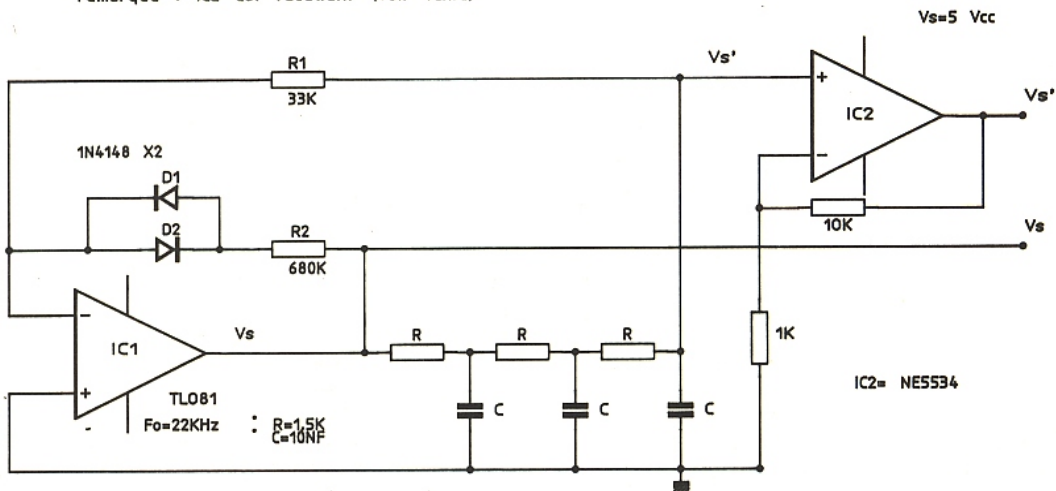 Vs=5 Vcc
R1
33K
Vs'
+
IC2
-
Vs'
1N4148 X2
D1
D2
R2
680K
10K
Vs
-
IC1
+
Vs
R
R
R
1K
TL081
C
C
C
IC2= NE5534
Fo=22KHz : R=1,5K
C=10NF